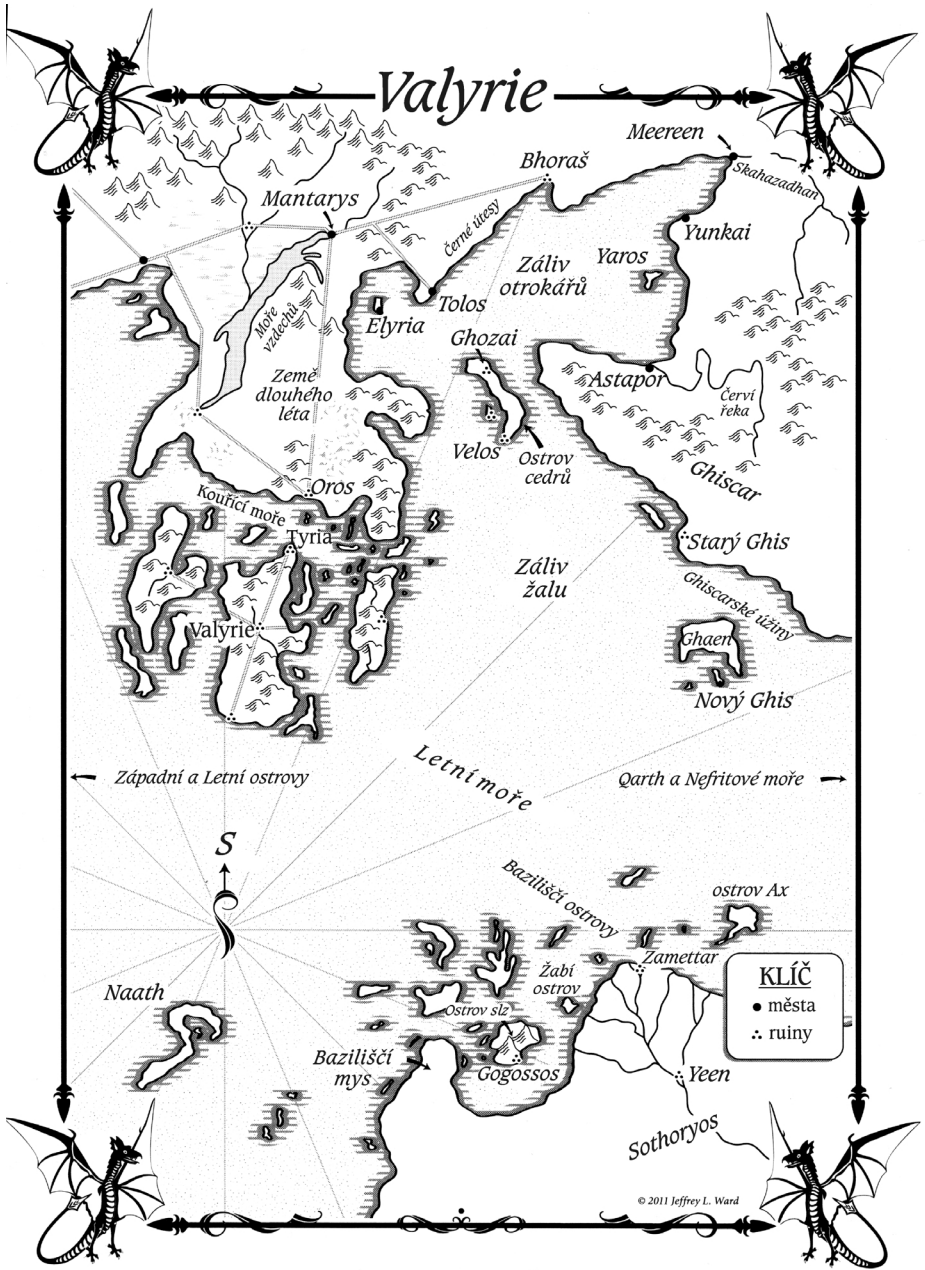 Valyrie
Meereen
Bhoraš
Skahazadhan
Mantarys
Černé útesy
Yunkai
Yaros
Záliv
otrokářů
Tolos
Elyria
Moře
vzdechů
Ghozai
Země
dlouhého
léta
Astapor
Červí
řeka
Velos
Ostrov
cedrů
Ghiscar
Oros
Kouřící moře
Tyria
Starý Ghis
Záliv
žalu
Ghiscarské úžiny
Valyrie
Ghaen
Nový Ghis
Letní moře
Západní a Letní ostrovy
Qarth a Nefritové moře
S
Baziliščí ostrovy
ostrov Ax
Zamettar
Žabí
ostrov
Naath
Ostrov slz
KLÍČ
města
ruiny
Baziliščí
mys
Gogossos
Yeen
Sothoryos
© 2011 Jeffrey L. Ward